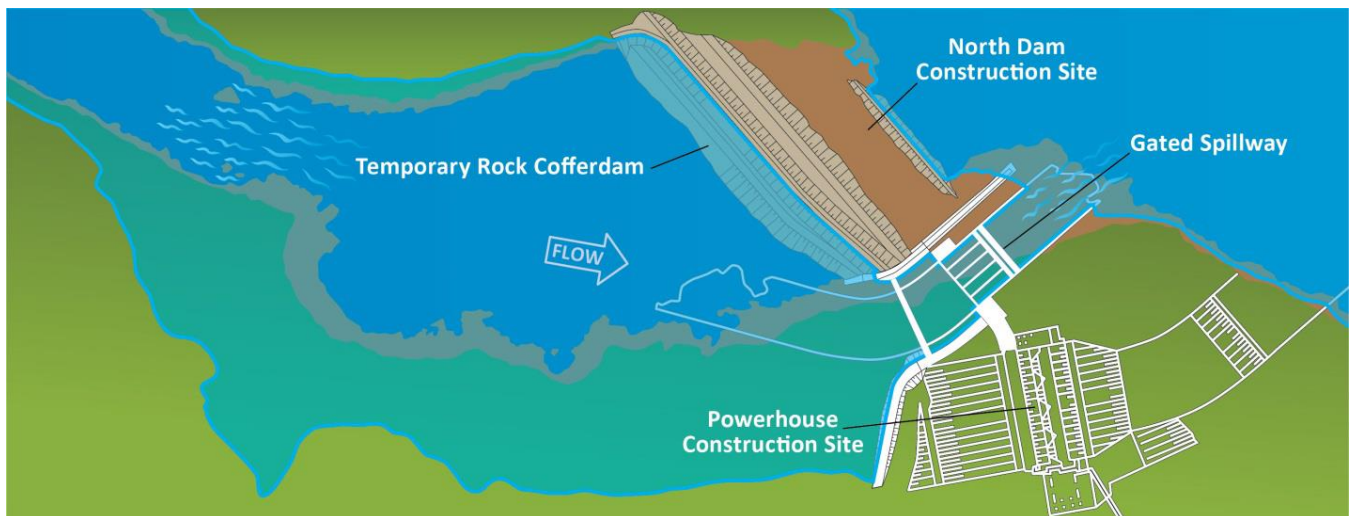 North Dam
Construction Site
Gated Spillway
Temporary Rock Cofferdam
FLOW
Powerhouse
Construction Site